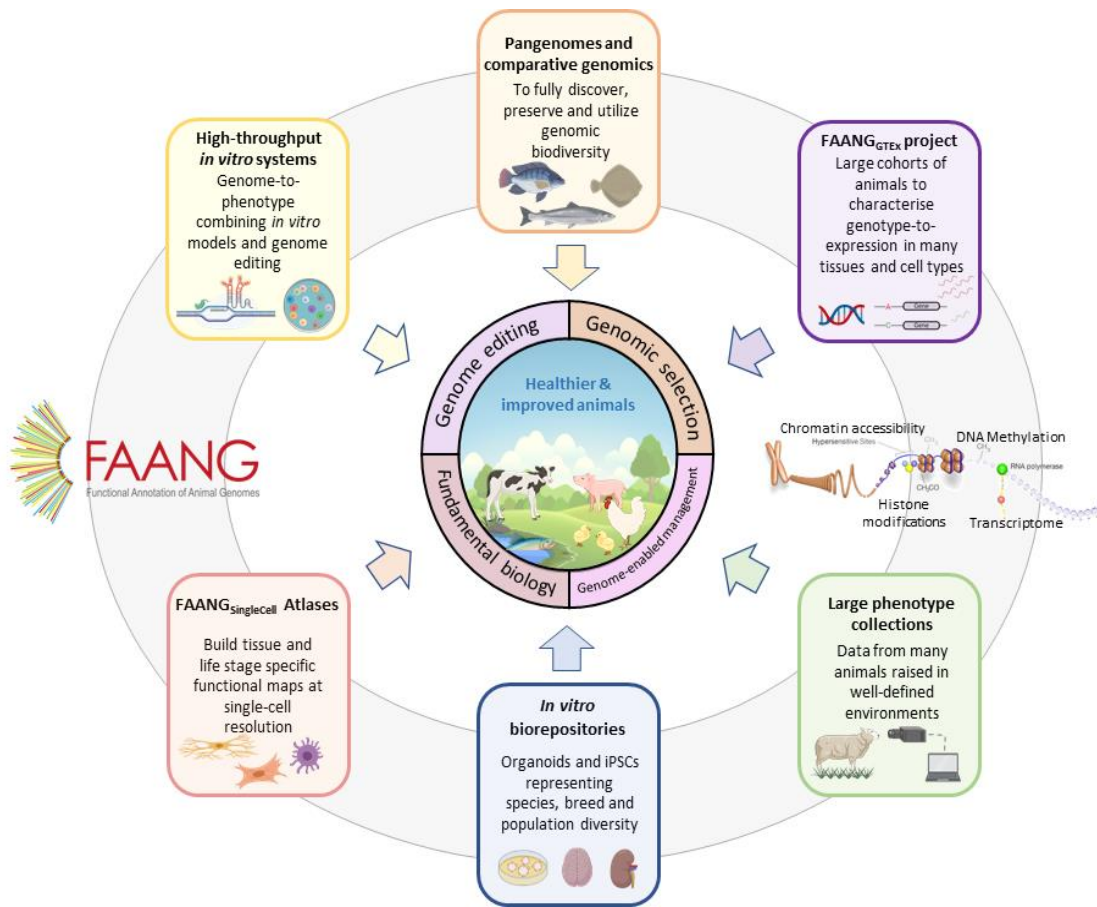 Pangenomes and
comparative genomics
To fully discover,
preserve and utilize
genomic
biodiversity
High-throughput
in vitro systems
Genome-to-
phenotype
combining in vitro
models and genome
editing
FAANGGTEx project
Large cohorts of
animals to
characterise
genotype-to-
expression in many
tissues and cell types
A
Gene
C
Gene
Genome editing
Genomic selection
Healthier &
improved animals
Fundamental biology
Genome-enabled management
FAANG
Functional Annotation of Animal Genomes
Chromatin accessibility
Hypersensitive Sites
CH3
CH3
DNA Methylation
RNA polymerase
CH3CO
Histone
modifications
Transcriptome
FAANGSingleCell Atlases
Build tissue and
life stage specific
functional maps at
single-cell
resolution
In vitro
biorepositories
Organoids and iPSCs
representing
species, breed and
population diversity
Large phenotype
collections
Data from many
animals raised in
well-defined
environments